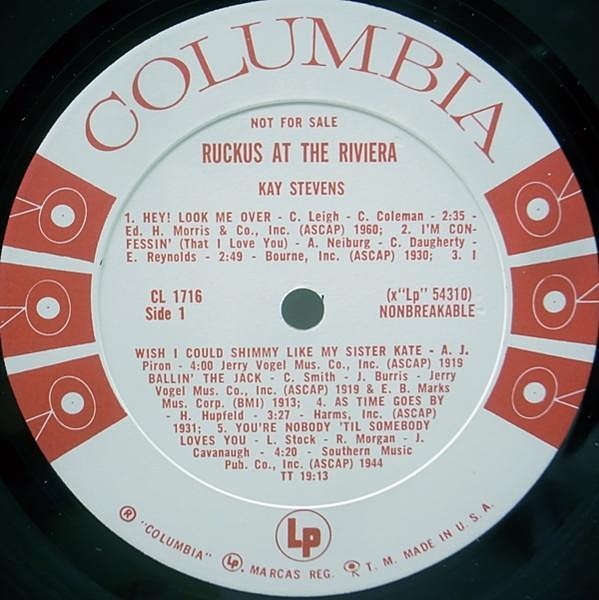 COLUMBIA
NOT FOR SALE
RUCKUS AT THE RIVIERA
KAY STEVENS
1. HEY! LOOK ME OVER - C. Leigh - C. Coleman - 2:35 -
Ed. H. Morris & Co., Inc. (ASCAP) 1960; 2. I'M CON-
FESSIN' (That I Love You) - A. Neiburg - C. Daugherty -
E. Reynolds - 2:49 - Bourne, Inc. (ASCAP) 1930; 3. I
CL 1716
Side 1
(x"Lp" 54310)
NONBREAKABLE
WISH I COULD SHIMMY LIKE MY SISTER KATE - A. J.
Piron - 4:00 Jerry Vogel Mus. Co., Inc. (ASCAP) 1919
BALLIN' THE JACK - C. Smith - J. Burris - Jerry
Vogel Mus. Co., Inc. (ASCAP) 1919 & E. B. Marks
Mus. Corp. (BMI) 1913; 4. AS TIME GOES BY
- H. Hupfeld - 3:27 - Harms, Inc. (ASCAP)
1931; 5. YOU'RE NOBODY 'TIL SOMEBODY
LOVES YOU - L. Stock - R. Morgan - J.
Cavanaugh - 4:20 - Southern Music
Pub. Co., Inc. (ASCAP) 1944
TT 19:13
Lp
® "COLUMBIA" Lp, MARCAS REG. T. M. MADE IN U. S. A.